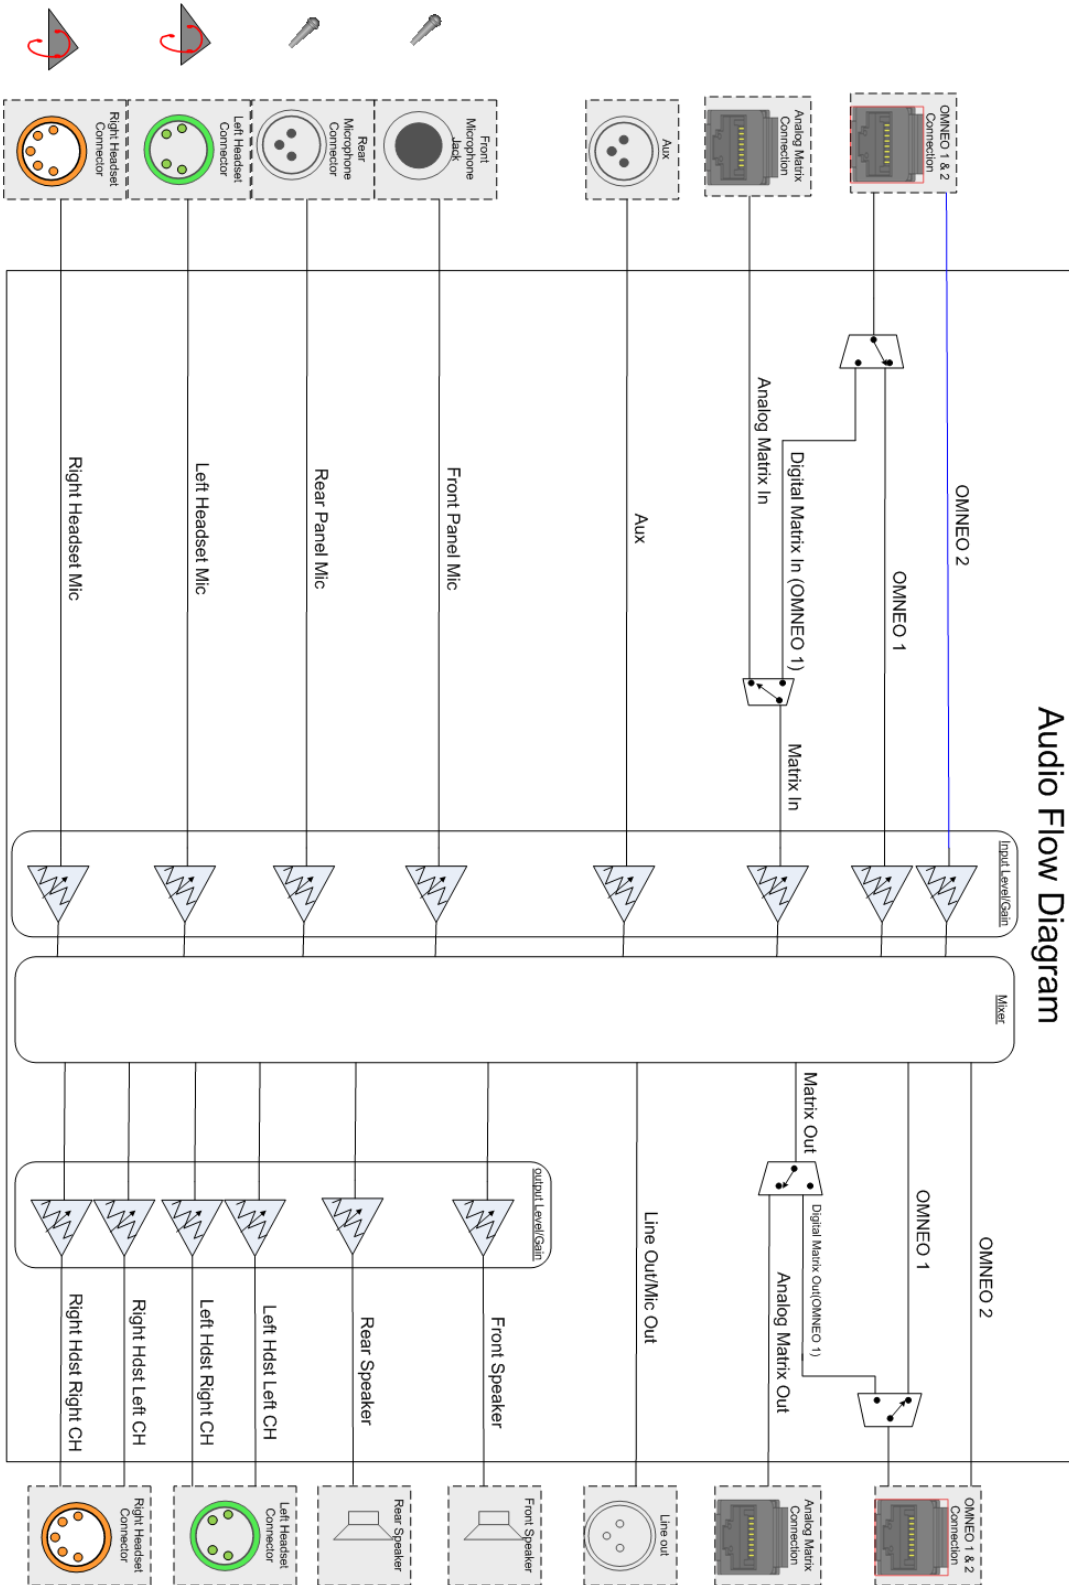 Audio Flow Diagram
OMNEO 1 & 2
Connection
Analog Matrix
Connection
Aux
Front
Microphone
Jack
Rear
Microphone
Connector
Left Headset
Connector
Right Headset
Connector
OMNEO 2
OMNEO 1
Digital Matrix In (OMNEO 1)
Analog Matrix In
Matrix In
Aux
Front Panel Mic
Rear Panel Mic
Left Headset Mic
Right Headset Mic
Input Level/Gain
Mixer
Matrix Out
output Level/Gain
OMNEO 2
OMNEO 1
Digital Matrix Out(OMNEO 1)
Analog Matrix Out
Line Out/Mic Out
Front Speaker
Rear Speaker
Left Hdst Left CH
Left Hdst Right CH
Right Hdst Left CH
Right Hdst Right CH
OMNEO 1 & 2
Connection
Analog Matrix
Connection
Line out
Front Speaker
Rear Speaker
Left Headset
Connector
Right Headset
Connector